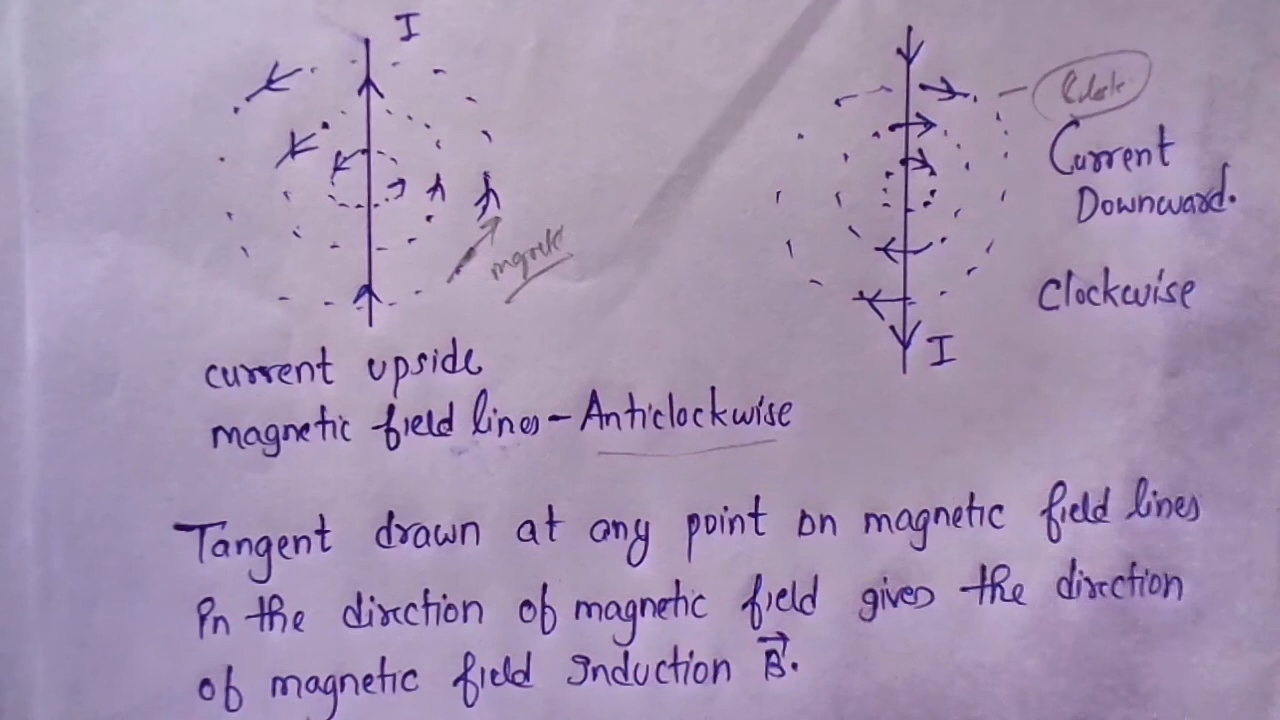 I
Current
Downward.
Clockwise
I
current upside
magnetic field lines - Anticlockwise
Tangent drawn at any point on magnetic field lines
in the direction of magnetic field gives the direction
of magnetic field Induction B⃗.